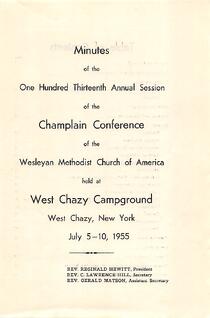 Minutes
of the
One Hundred Thirteenth Annual Session
of the
Champlain Conference
of the
Wesleyan Methodist Church of America
held at
West Chazy Campground
West Chazy, New York
July 5-10, 1955
REV. REGINALD HEWITT, President
REV. C. LAWRENCE HILL, Secretary
REV. GERALD MATSON, Assistant Secretary